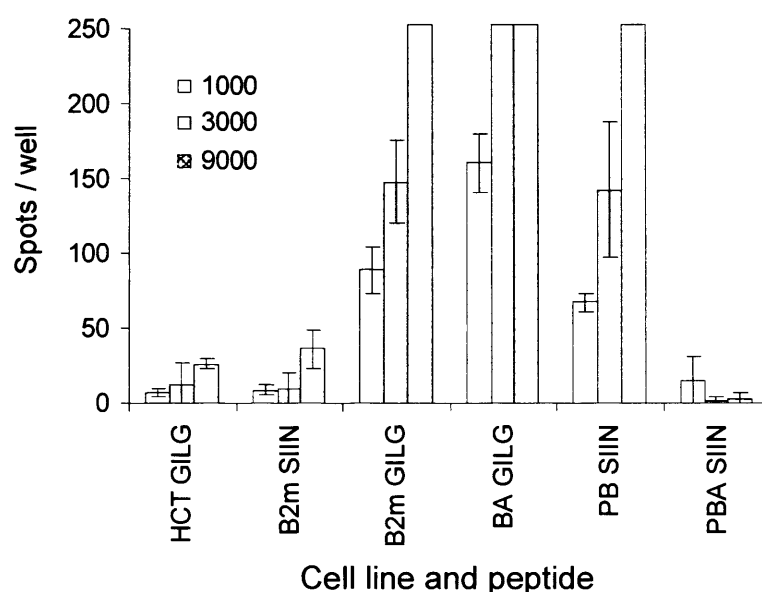 250
200
150
100
50
0
Spots / well
1000
3000
9000
HCT GILG
B2m SIIN
B2m GILG
BA GILG
PB SIIN
PBA SIIN
Cell line and peptide